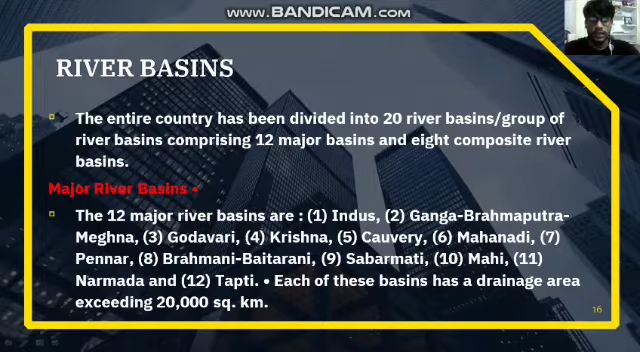 www.BANDICAM.com
RIVER BASINS
The entire country has been divided into 20 river basins/group of
river basins comprising 12 major basins and eight composite river
basins.
Major River Basins •
The 12 major river basins are : (1) Indus, (2) Ganga-Brahmaputra-
Meghna, (3) Godavari, (4) Krishna, (5) Cauvery, (6) Mahanadi, (7)
Pennar, (8) Brahmani-Baitarani, (9) Sabarmati, (10) Mahi, (11)
Narmada and (12) Tapti. • Each of these basins has a drainage area
exceeding 20,000 sq. km.
16